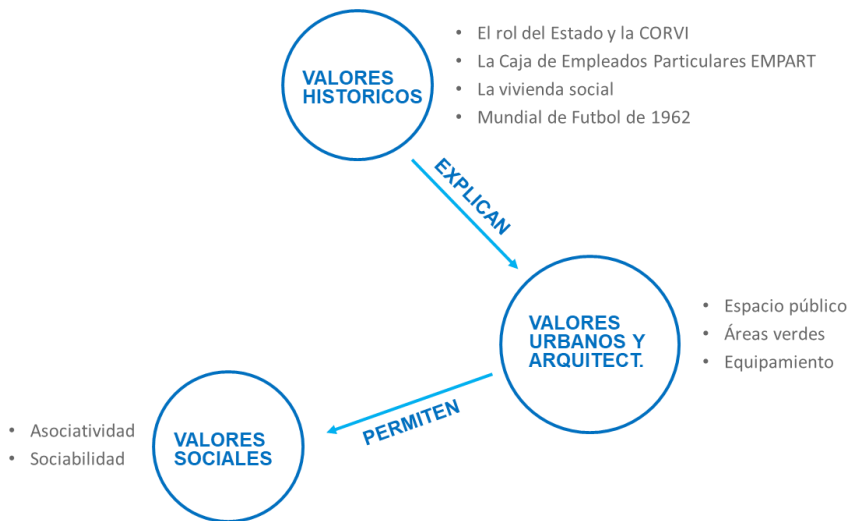 VALORES
HISTORICOS
• El rol del Estado y la CORVI
• La Caja de Empleados Particulares EMPART
• La vivienda social
• Mundial de Futbol de 1962
EXPLICAN
VALORES
URBANOS Y
ARQUITECT.
• Espacio público
• Áreas verdes
• Equipamiento
PERMITEN
VALORES
SOCIALES
• Asociatividad
• Sociabilidad